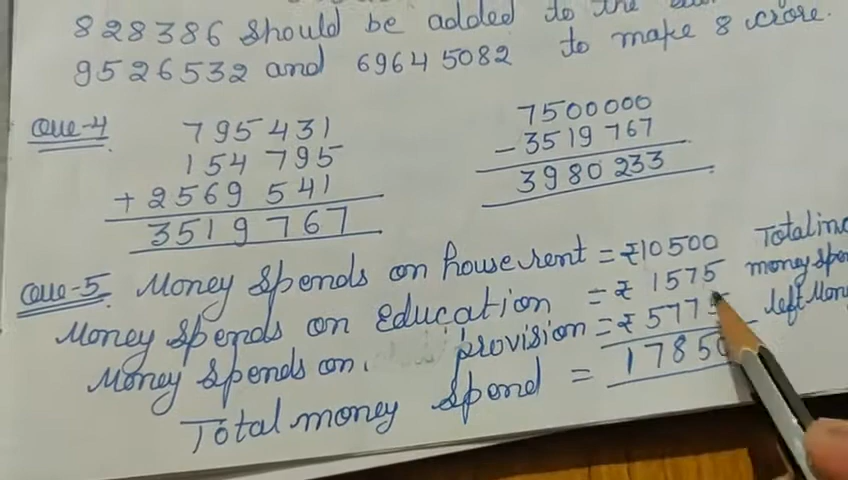 828386 should be added to the
9526532 and 69645082 to make 8 crore.
Que-4
795431
154795
+ 2569541
3519767
7500000
- 3519767
3980233
Que-5. Money Spends on house rent = ₹10500
Money Spends on Education = ₹ 1575
Money Spends on. provision = ₹ 577
Total money spend = 1785
Total
money
left